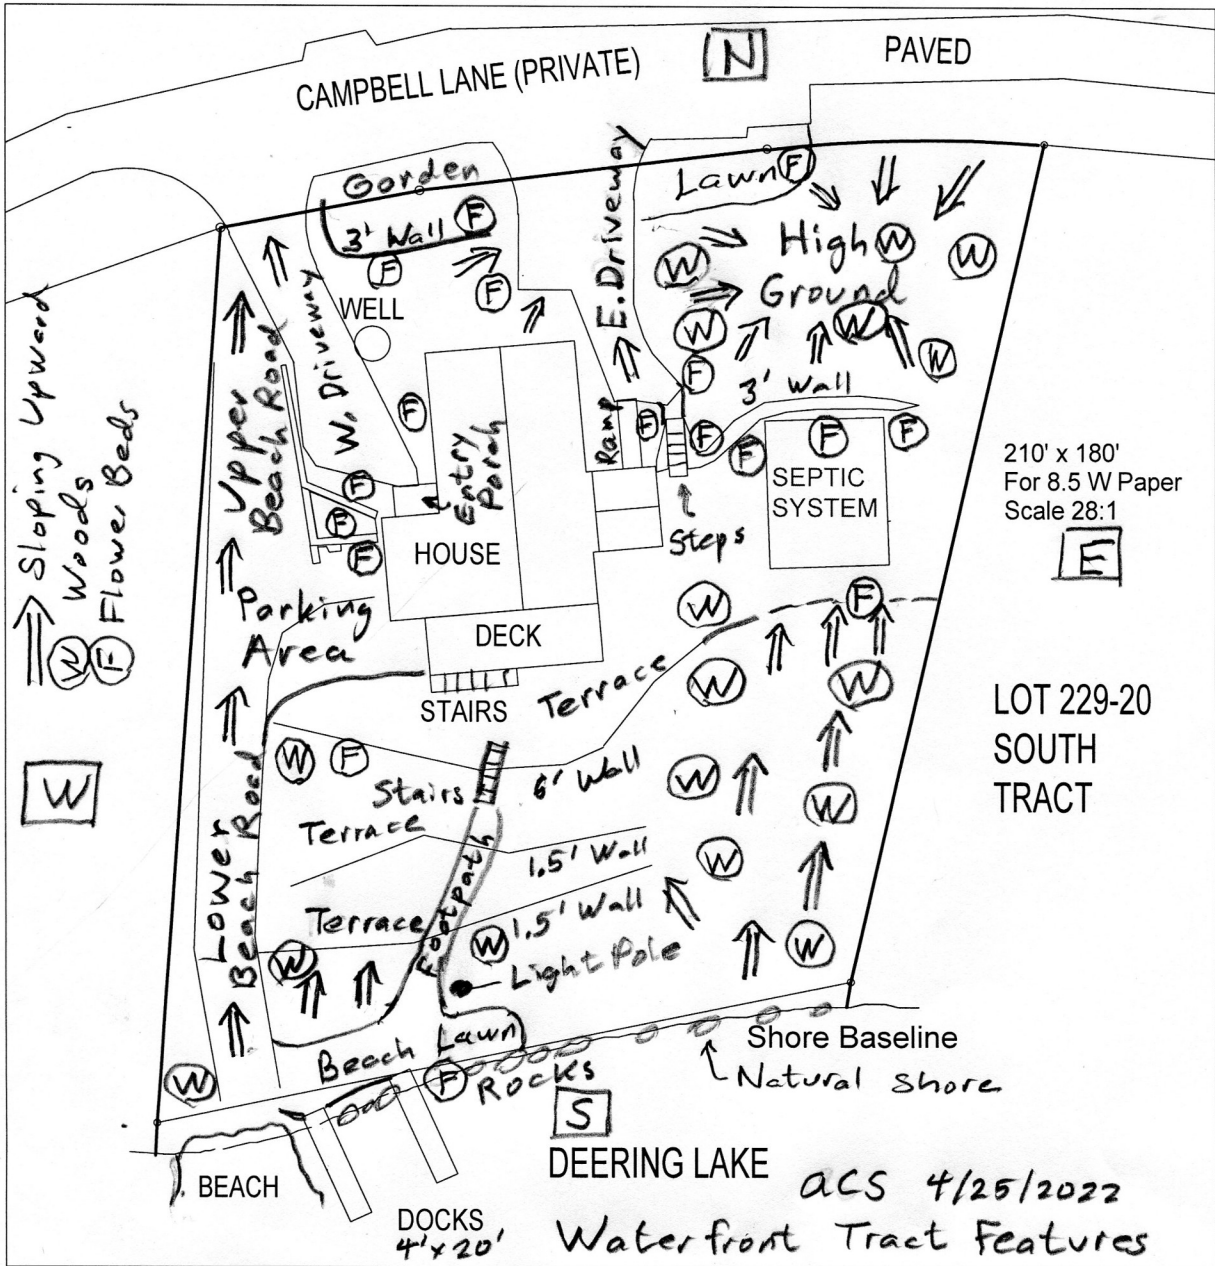 CAMPBELL LANE (PRIVATE)
N
PAVED
Gorden
3' Wall F
F
F
WELL
W. Driveway
Upper
Beach Road
E. Driveway
Lawn F
High W
W
Ground
W
W
W
W
F
3' Wall
F
F
F
F
F
F
Ramp
Entry
Porch
HOUSE
F
F
F
SEPTIC
SYSTEM
Steps
210' x 180'
For 8.5 W Paper
Scale 28:1
E
Sloping Upward
W Woods
F Flower Beds
Parking
Area
DECK
STAIRS
Terrace
W
F
W
W
W
LOT 229-20
SOUTH
TRACT
W
W F
Stairs
6' Wall
W
W
Terrace
1.5' Wall
W
Footpath
Lower
Beach Road
Terrace
1.5' Wall
W
W
W
Light Pole
Beach Lawn
W
F
ROCKS
Shore Baseline
Natural Shore
S
DEERING LAKE
BEACH
DOCKS
4'x20'
acs 4/25/2022
Waterfront Tract Features